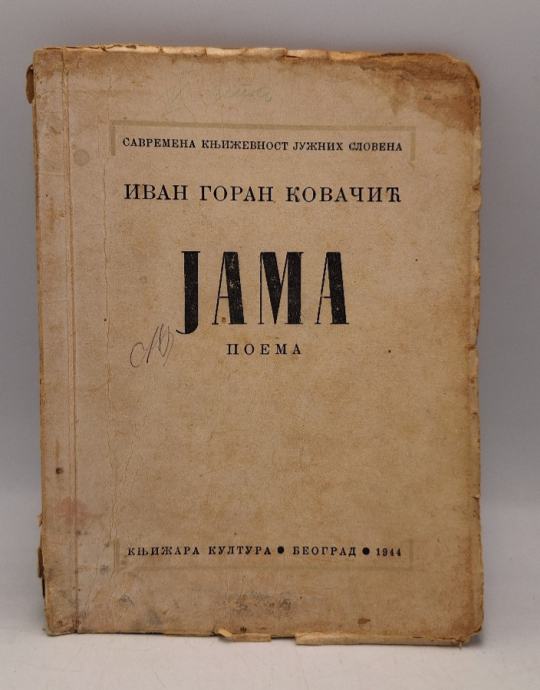 САВРЕМЕНА КЊИЖЕВНОСТ ЈУЖНИХ СЛОВЕНА
ИВАН ГОРАН КОВАЧИЋ
ЈАМА
ПОЕМА
КЊИЖАРА КУЛТУРА ● БЕОГРАД ● 1944